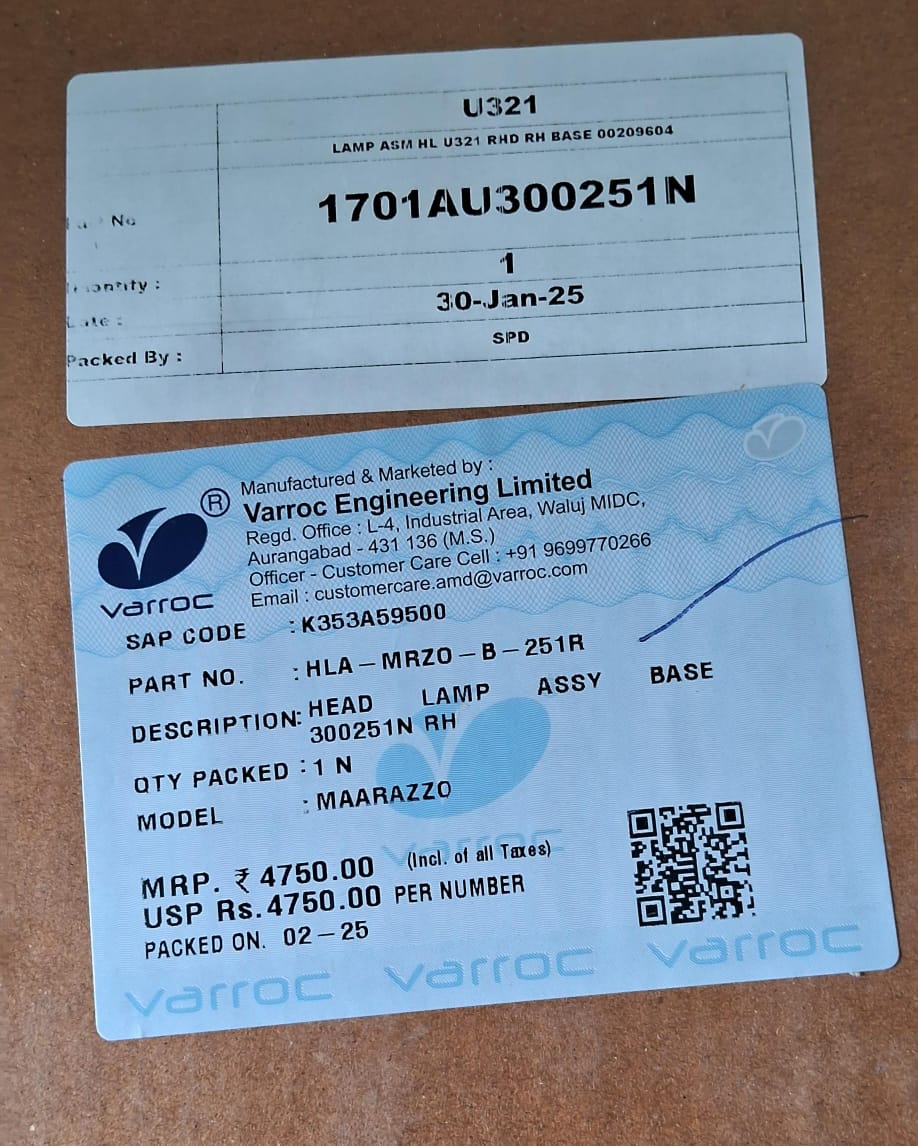 U321
LAMP ASM HL U321 RHD RH BASE 00209604
No 1701AU300251N
1
30-Jan-25
Packed By : SPD
Manufactured & Marketed by :
Varroc Engineering Limited
Regd. Office : L-4, Industrial Area, Waluj MIDC,
Aurangabad - 431 136 (M.S.)
Officer - Customer Care Cell : +91 9699770266
Email : customercare.amd@varroc.com
R
varroc
SAP CODE : K353A59500
PART NO. : HLA-MRZO-B-251R
DESCRIPTION: HEAD LAMP ASSY BASE
300251N RH
QTY PACKED : 1 N
MODEL : MAARAZZO
varroc
MRP. ₹ 4750.00 (Incl. of all Taxes)
USP Rs.4750.00 PER NUMBER
PACKED ON. 02-25
varroc varroc varroc